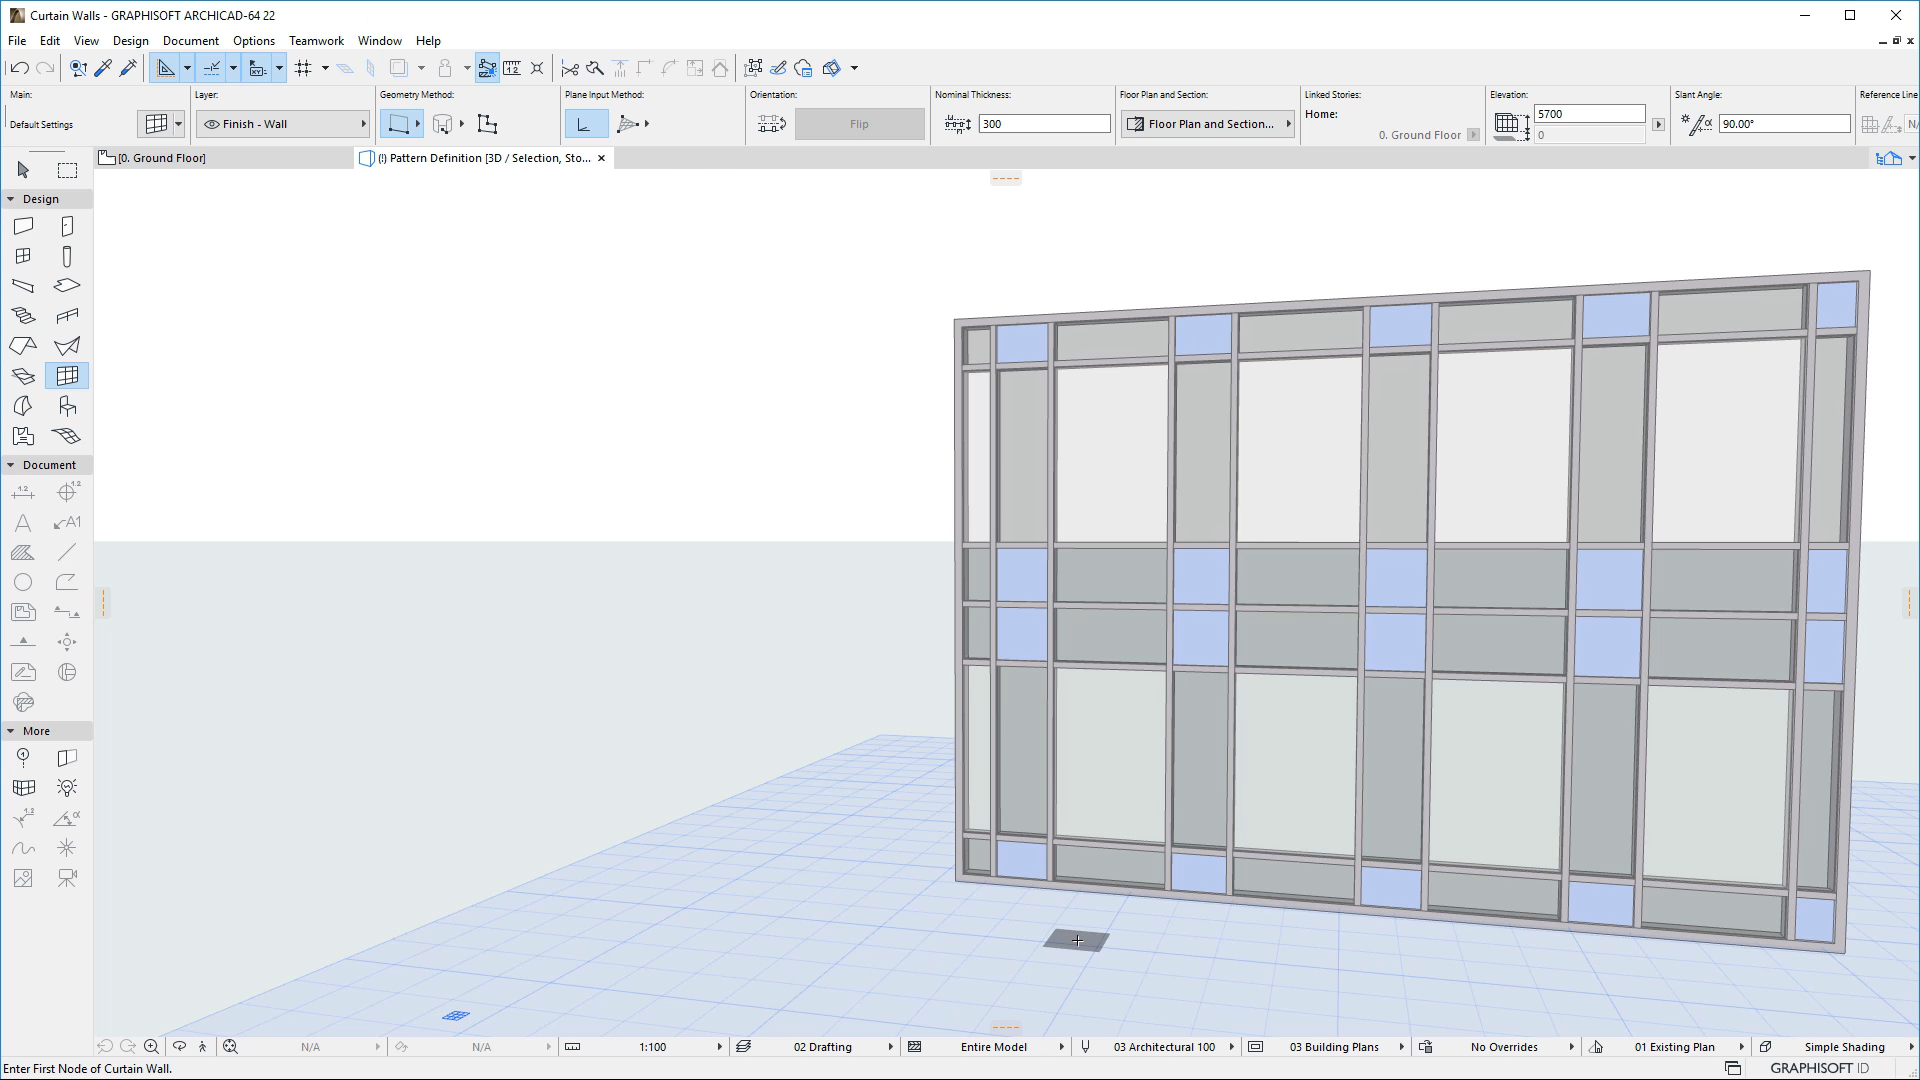 Curtain Walls - GRAPHISOFT ARCHICAD-64 22
File Edit View Design Document Options Teamwork Window Help
Main: Layer: Geometry Method: Plane Input Method: Orientation: Nominal Thickness: Floor Plan and Section: Linked Stories: Elevation: Slant Angle: Reference Line
Default Settings
Finish - Wall
Flip
300
Floor Plan and Section...
Home:
0. Ground Floor
5700
0
90.00°
[0. Ground Floor]
(!) Pattern Definition [3D / Selection, Sto...
Design
Document
More
N/A N/A 1:100 02 Drafting Entire Model 03 Architectural 100 03 Building Plans No Overrides 01 Existing Plan Simple Shading
Enter First Node of Curtain Wall.
GRAPHISOFT ID